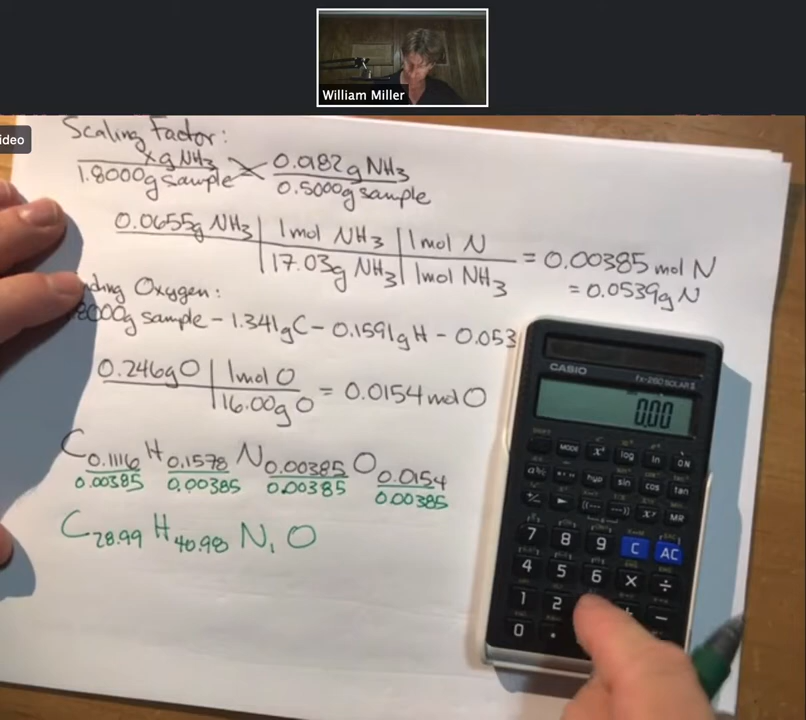 William Miller
ideo
Scaling Factor:
x g NH3 / 1.8000g sample 0.0182 g NH3 / 0.5000g sample
0.0655g NH3 | 1 mol NH3 / 17.03g NH3 | 1 mol N / 1 mol NH3 = 0.00385 mol N
= 0.0539g N
nding Oxygen:
8000g sample - 1.341g C - 0.1591g H - 0.053
0.246g O | 1 mol O / 16.00g O = 0.0154 mol O
C0.1116 H0.1578 N0.00385 O0.0154
0.00385 0.00385 0.00385 0.00385
C28.99 H40.98 N1 O
CASIO
fx-260 SOLAR II
0.00
SHIFT MODE log ln ON
a b/c hyp sin cos tan
+/- MR
7 8 9 C AC
4 5 6 × ÷
1 2 + −
0 .